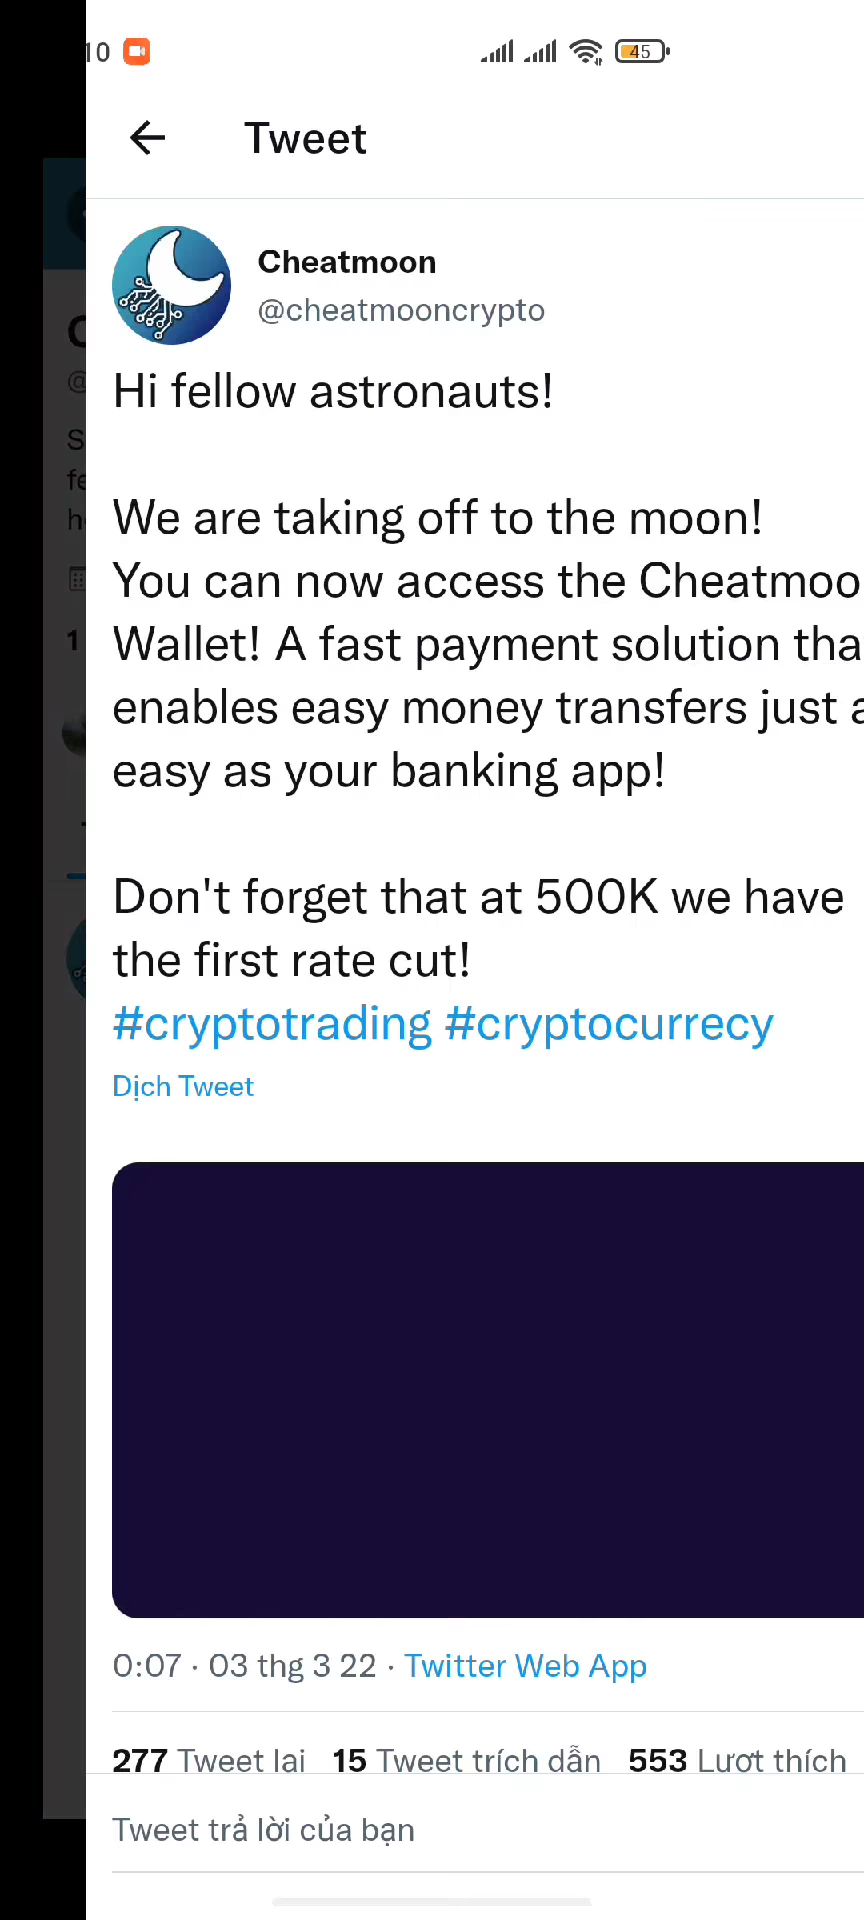 10
45
Tweet
Cheatmoon
@cheatmooncrypto
Hi fellow astronauts!
We are taking off to the moon!
You can now access the Cheatmoo
Wallet! A fast payment solution tha
enables easy money transfers just a
easy as your banking app!
Don't forget that at 500K we have
the first rate cut!
#cryptotrading #cryptocurrecy
Dịch Tweet
0:07 · 03 thg 3 22 · Twitter Web App
277 Tweet lại 15 Tweet trích dẫn 553 Lượt thích
Tweet trả lời của bạn